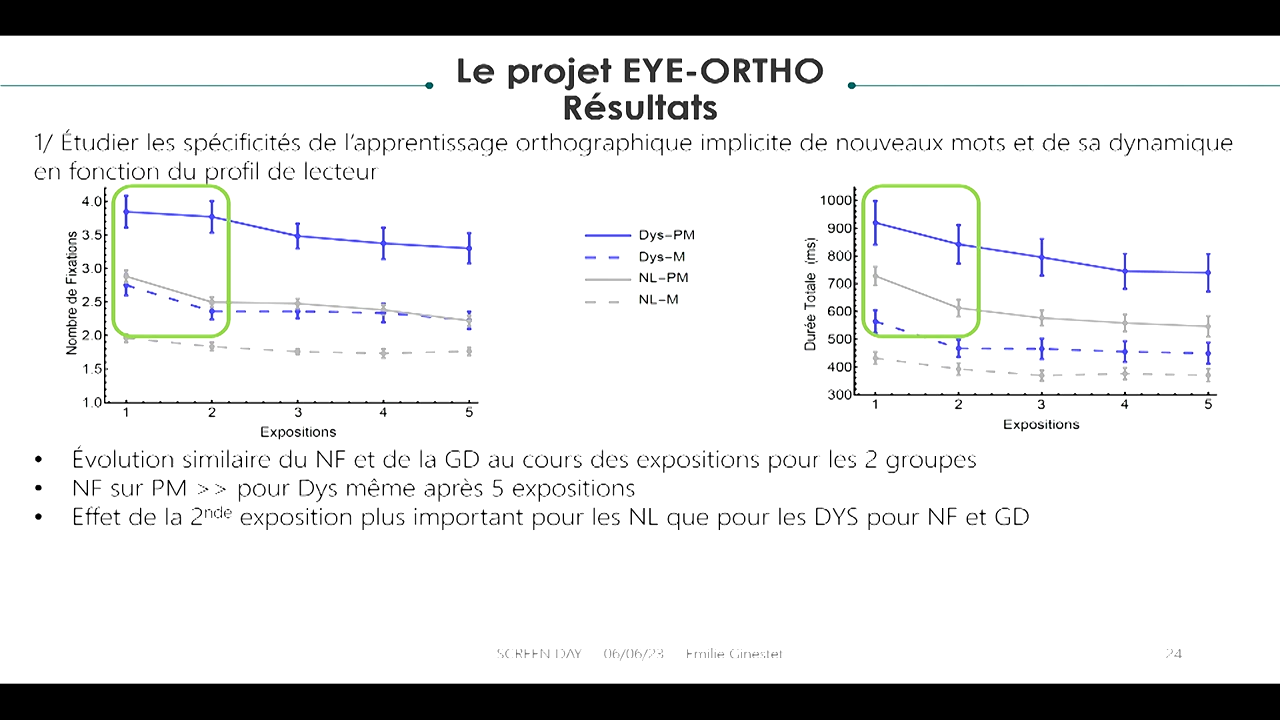 Le projet EYE-ORTHO
Résultats
1/ Étudier les spécificités de l'apprentissage orthographique implicite de nouveaux mots et de sa dynamique
en fonction du profil de lecteur
4.0
3.5
3.0
2.5
2.0
1.5
1.0
Nombre de Fixations
1 2 3 4 5
Expositions
Dys-PM
Dys-M
NL-PM
NL-M
1000
900
800
700
600
500
400
300
Durée Totale (ms)
1 2 3 4 5
Expositions
• Évolution similaire du NF et de la GD au cours des expositions pour les 2 groupes
• NF sur PM >> pour Dys même après 5 expositions
• Effet de la 2nde exposition plus important pour les NL que pour les DYS pour NF et GD
SCREEN DAY 06/06/23 Emilie Ginestet 24